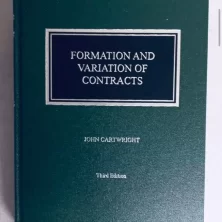 FORMATION AND
VARIATION OF
CONTRACTS
JOHN CARTWRIGHT
Third Edition